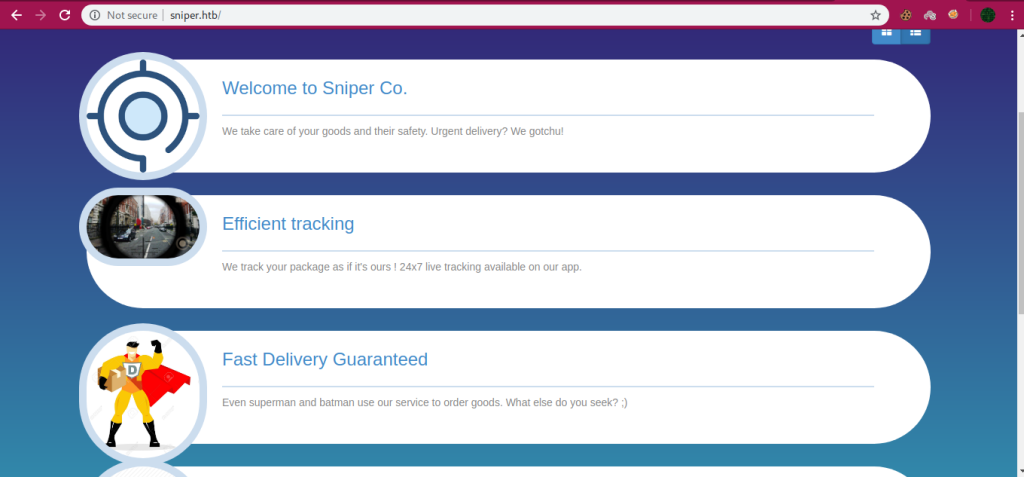 Not secure | sniper.htb/
Welcome to Sniper Co.
We take care of your goods and their safety. Urgent delivery? We gotchu!
Efficient tracking
We track your package as if it's ours ! 24x7 live tracking available on our app.
D
Fast Delivery Guaranteed
Even superman and batman use our service to order goods. What else do you seek? ;)